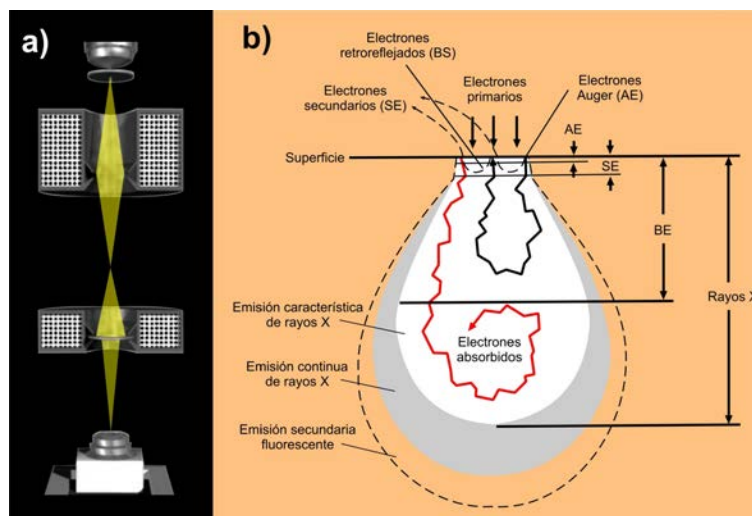 a)
b)
Electrones
retroreflejados (BS)
Electrones
secundarios (SE)
Electrones
primarios
Electrones
Auger (AE)
AE
Superficie
SE
BE
Rayos X
Emisión característica
de rayos X
Electrones
absorbidos
Emisión continua
de rayos X
Emisión secundaria
fluorescente